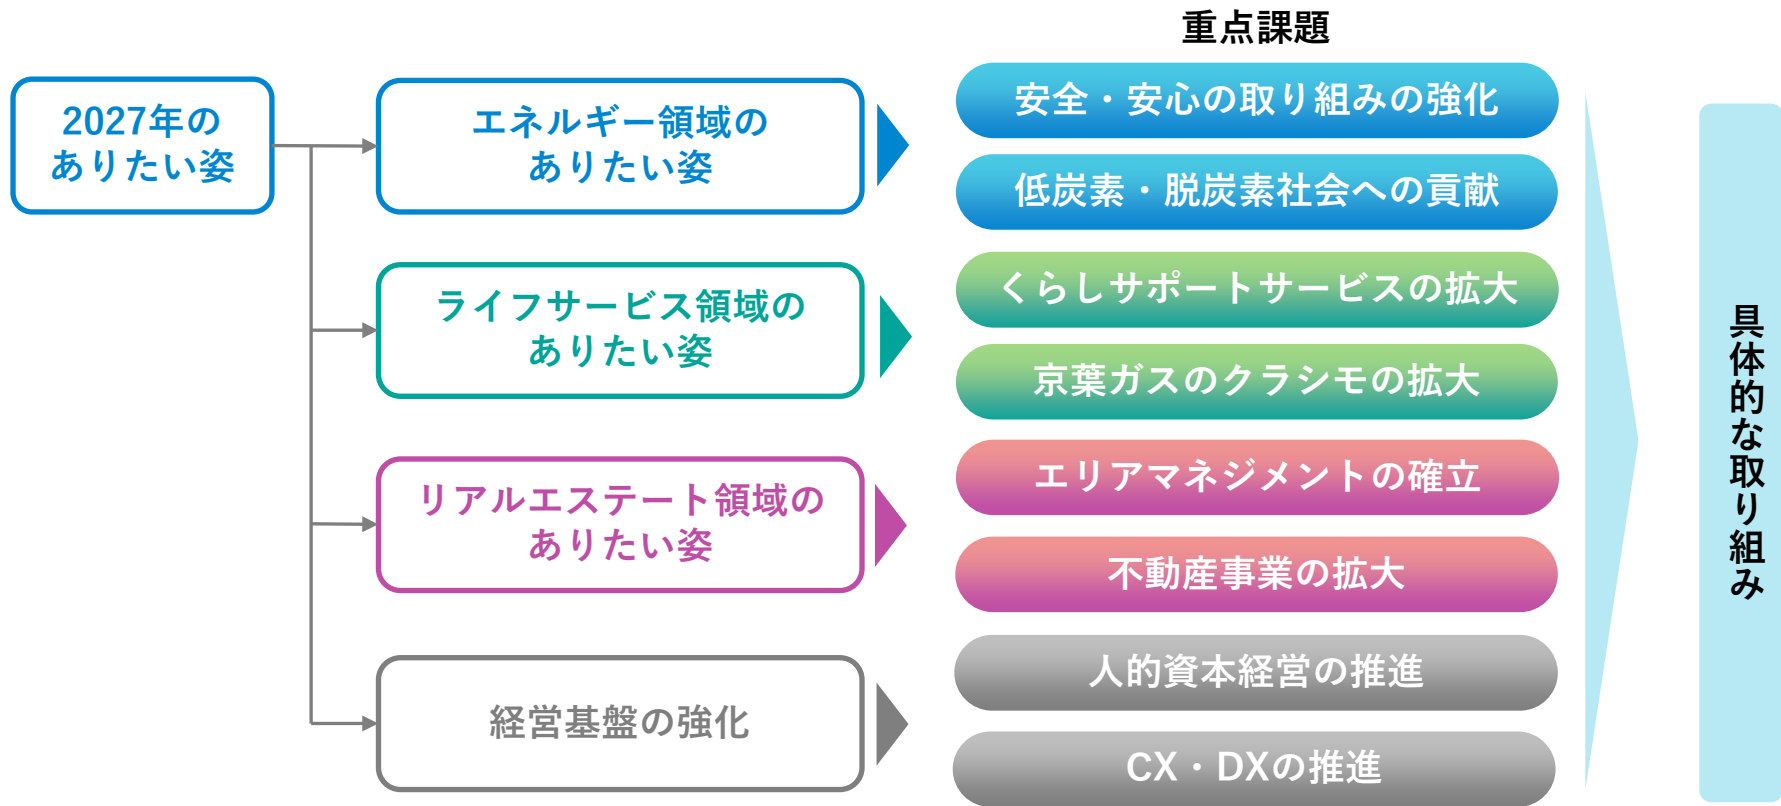 重点課題
2027年の
ありたい姿
エネルギー領域の
ありたい姿
安全・安心の取り組みの強化
低炭素・脱炭素社会への貢献
ライフサービス領域の
ありたい姿
くらしサポートサービスの拡大
京葉ガスのクラシモの拡大
リアルエステート領域の
ありたい姿
エリアマネジメントの確立
不動産事業の拡大
経営基盤の強化
人的資本経営の推進
CX・DXの推進
具体的な取り組み